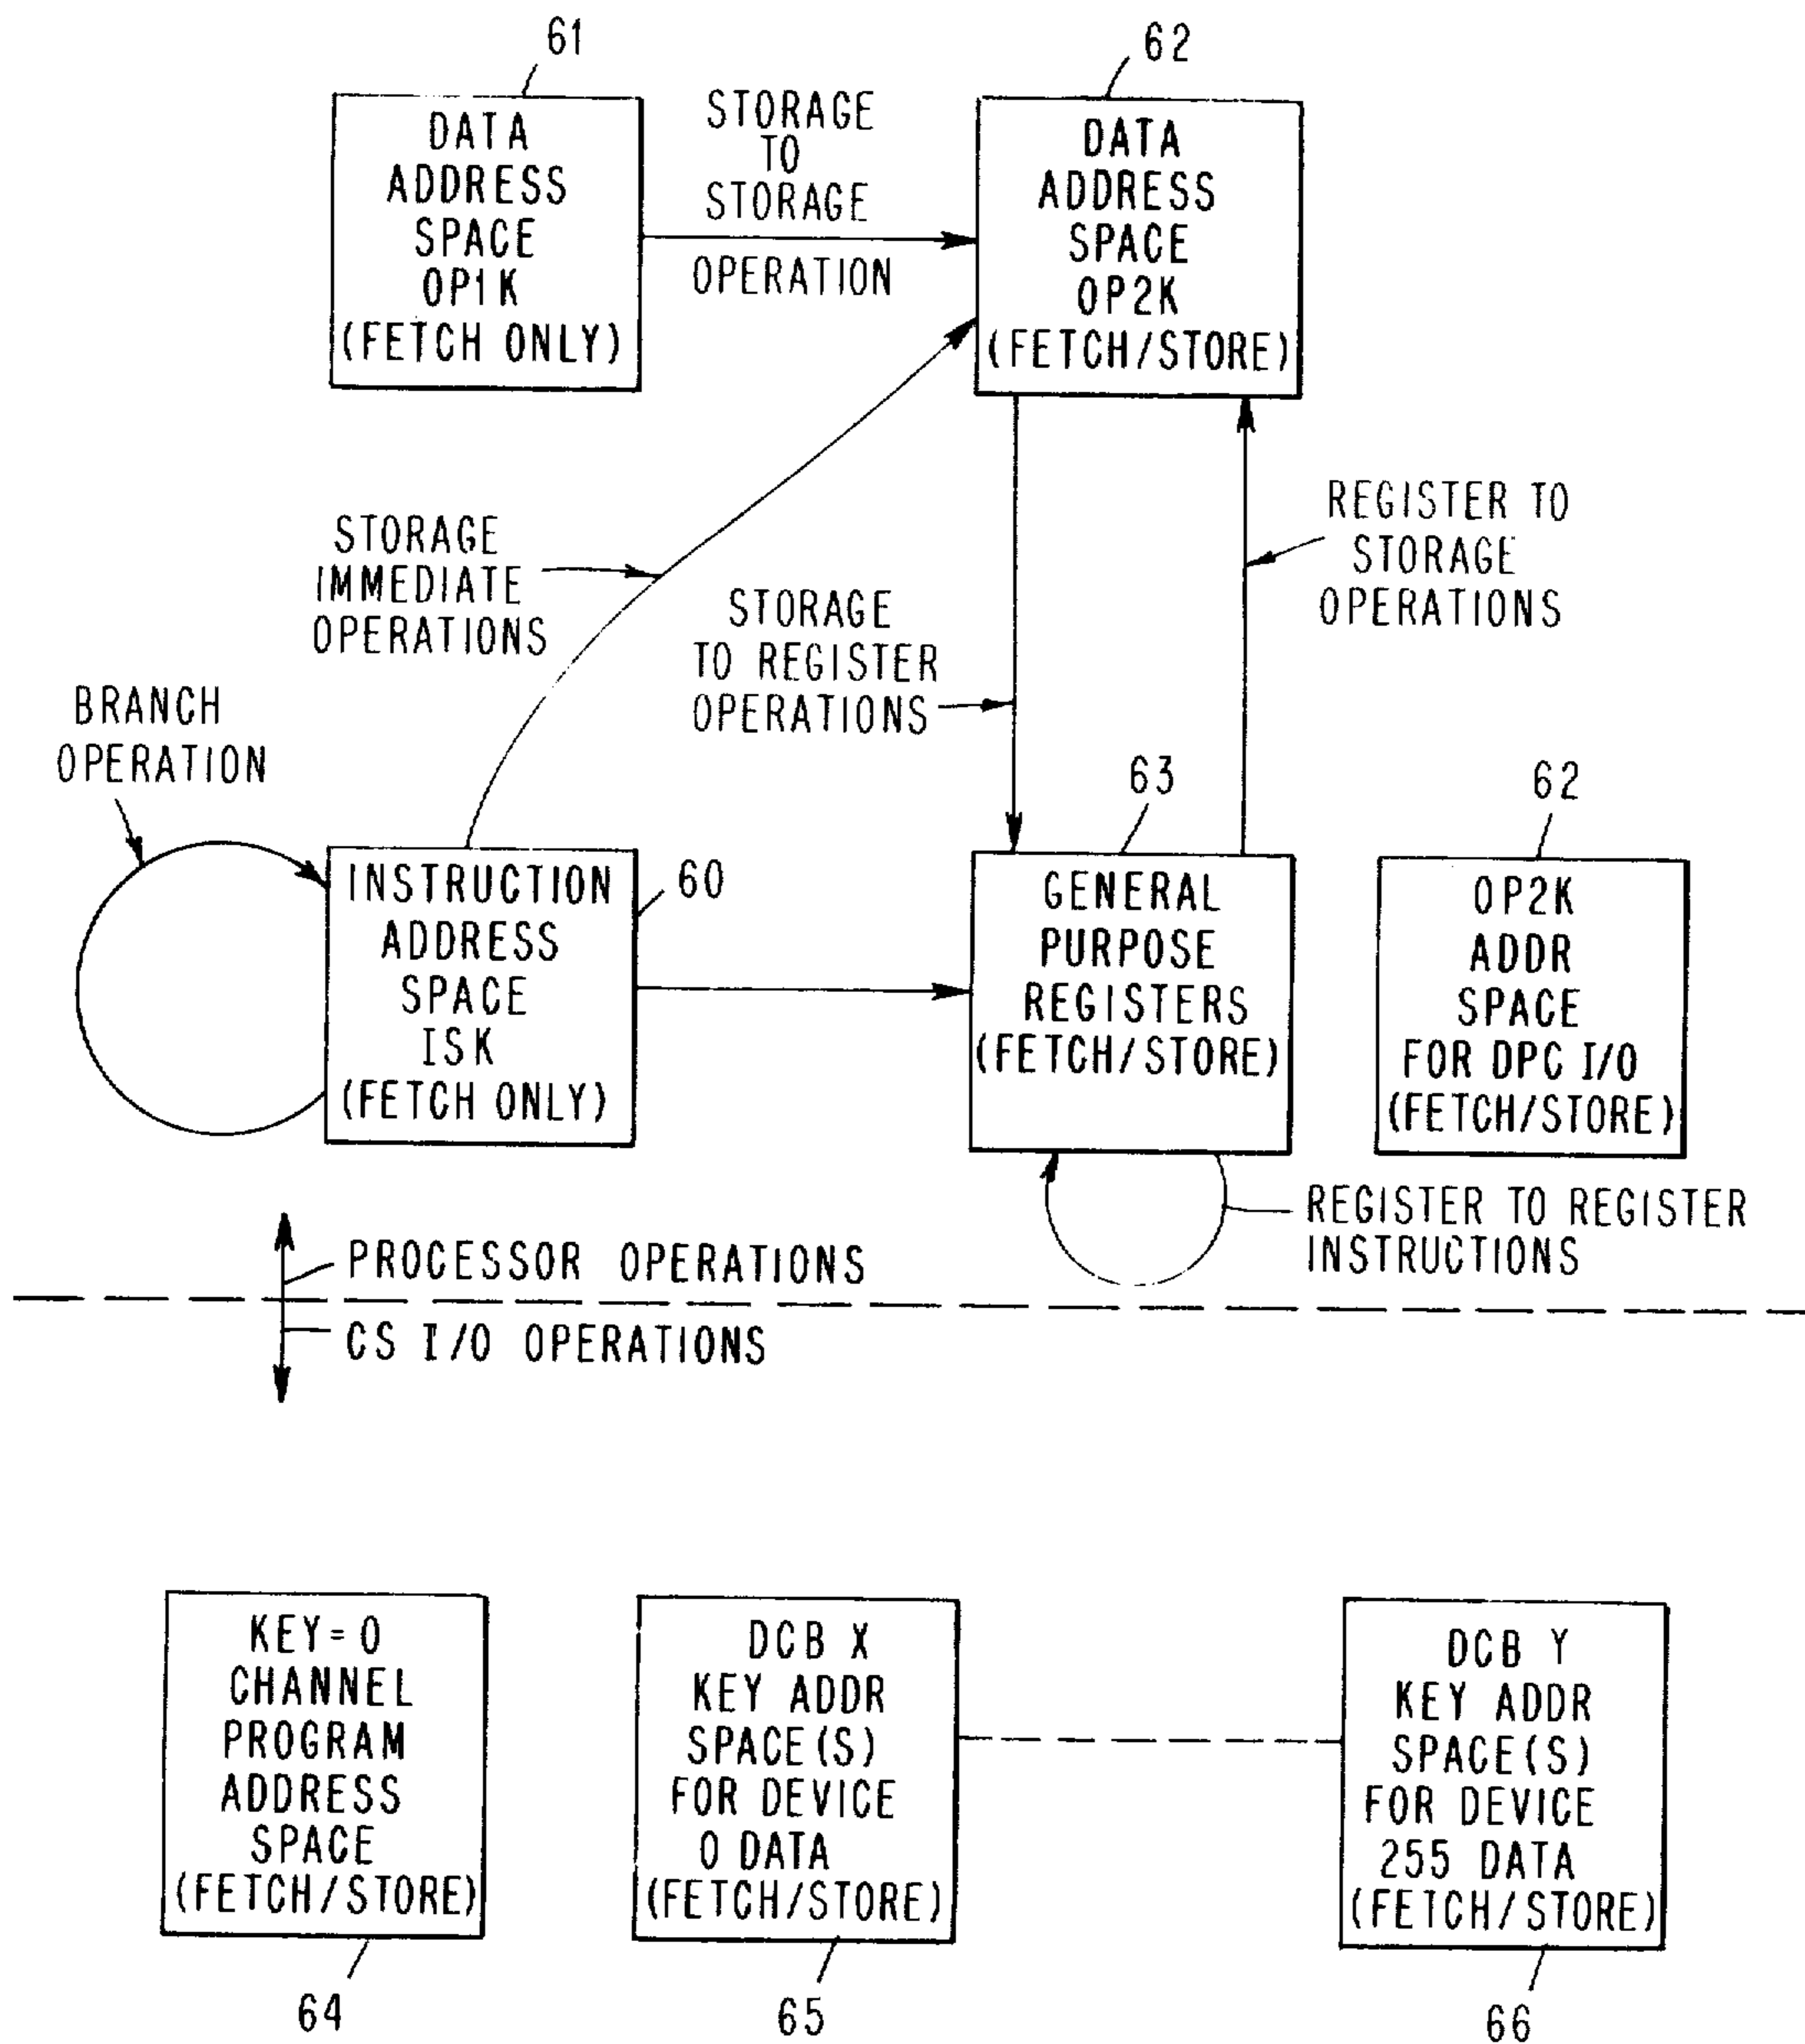 61
DATA
ADDRESS
SPACE
OP1K
(FETCH ONLY)
STORAGE
TO
STORAGE
OPERATION
62
DATA
ADDRESS
SPACE
OP2K
(FETCH/STORE)
STORAGE
IMMEDIATE
OPERATIONS
STORAGE
TO REGISTER
OPERATIONS
REGISTER TO
STORAGE
OPERATIONS
BRANCH
OPERATION
INSTRUCTION
ADDRESS
SPACE
ISK
(FETCH ONLY)
60
63
GENERAL
PURPOSE
REGISTERS
(FETCH/STORE)
62
OP2K
ADDR
SPACE
FOR DPC I/O
(FETCH/STORE)
REGISTER TO REGISTER
INSTRUCTIONS
PROCESSOR OPERATIONS
CS I/O OPERATIONS
KEY=0
CHANNEL
PROGRAM
ADDRESS
SPACE
(FETCH/STORE)
64
DCB X
KEY ADDR
SPACE(S)
FOR DEVICE
0 DATA
(FETCH/STORE)
65
DCB Y
KEY ADDR
SPACE(S)
FOR DEVICE
255 DATA
(FETCH/STORE)
66